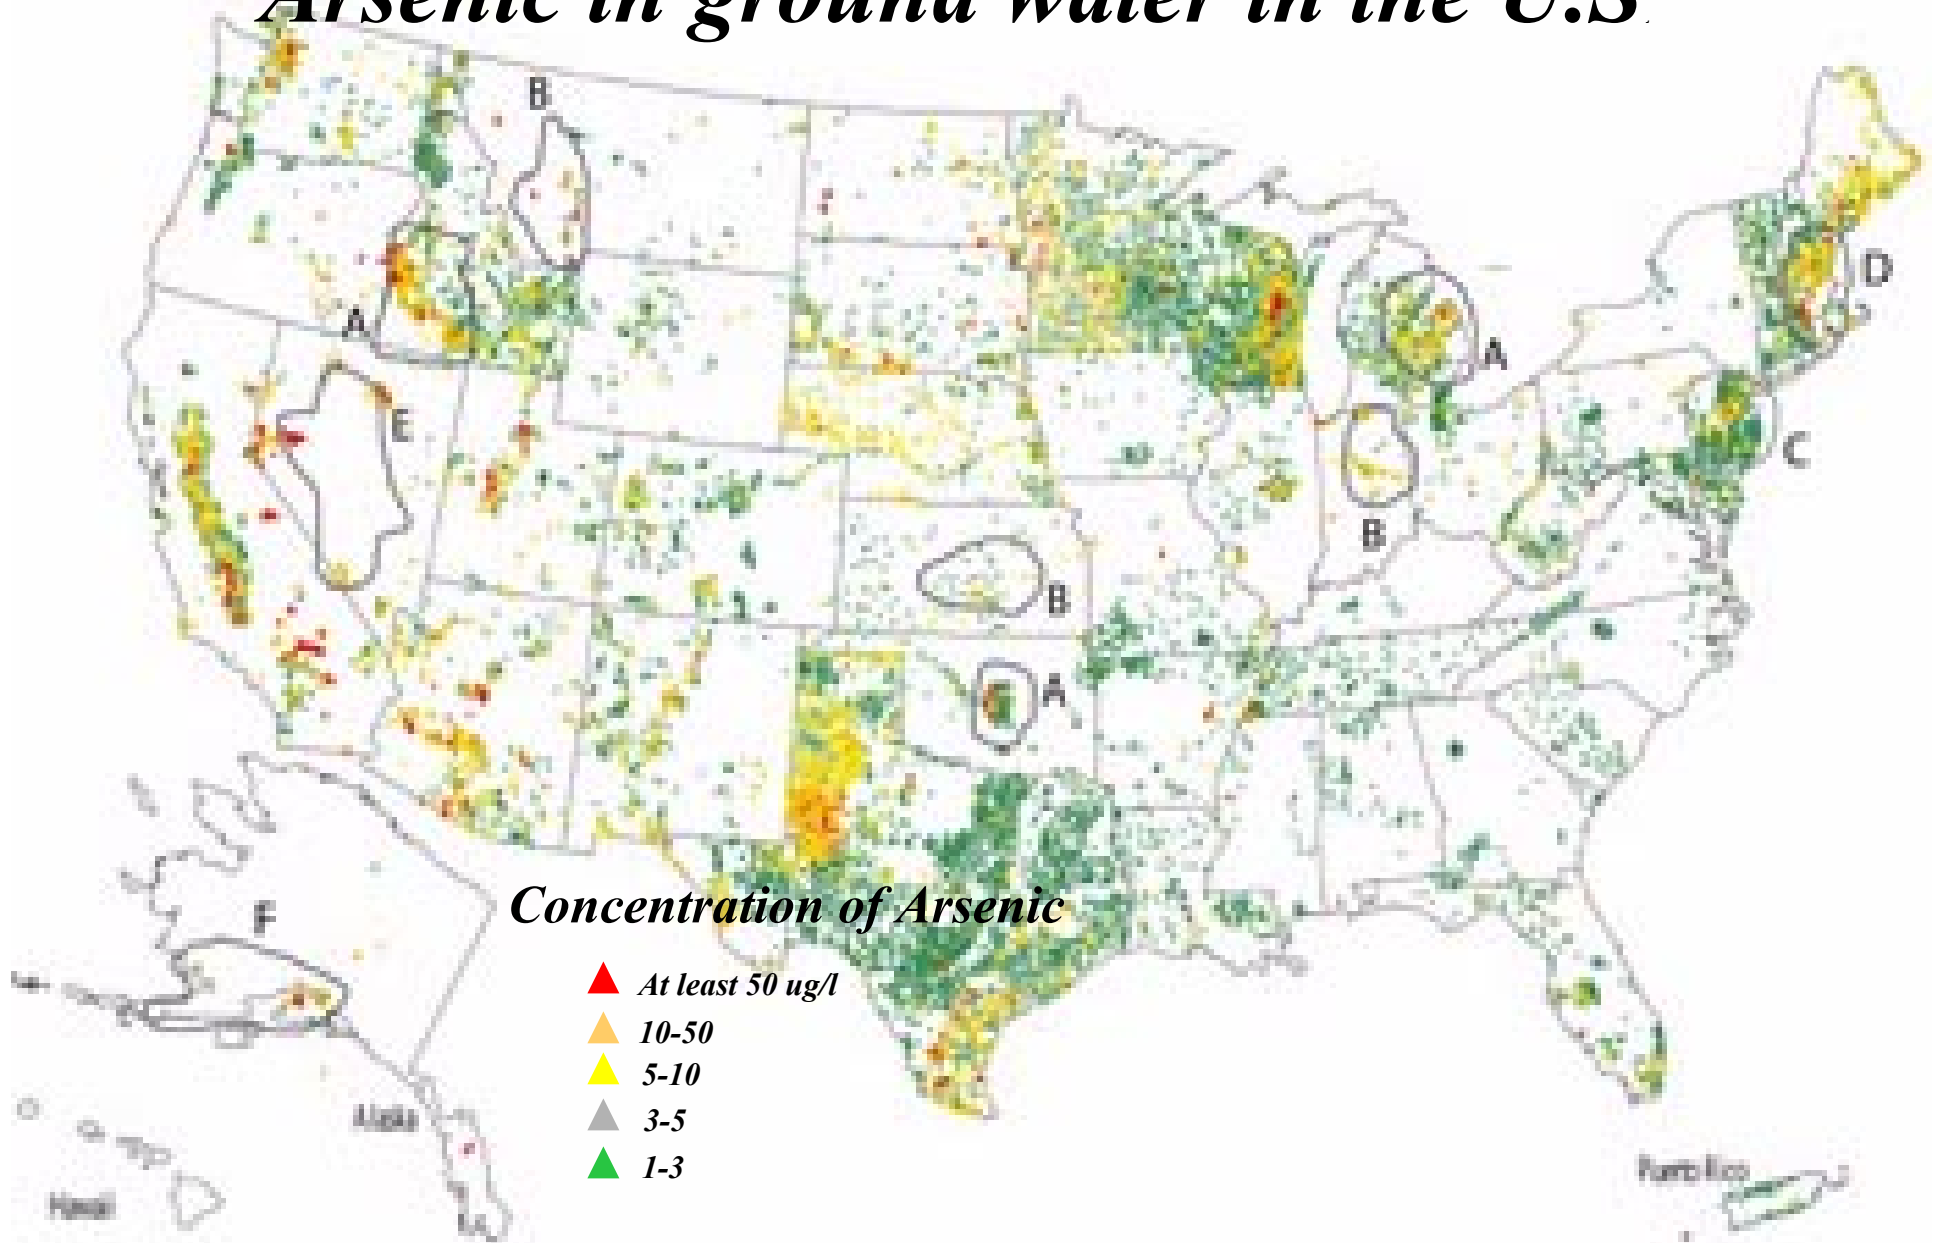 Arsenic in ground water in the U.S.
B
D
A
A
E
C
B
B
A
F
Concentration of Arsenic
At least 50 ug/l
10-50
5-10
3-5
1-3
Alaska
Hawaii
Puerto Rico